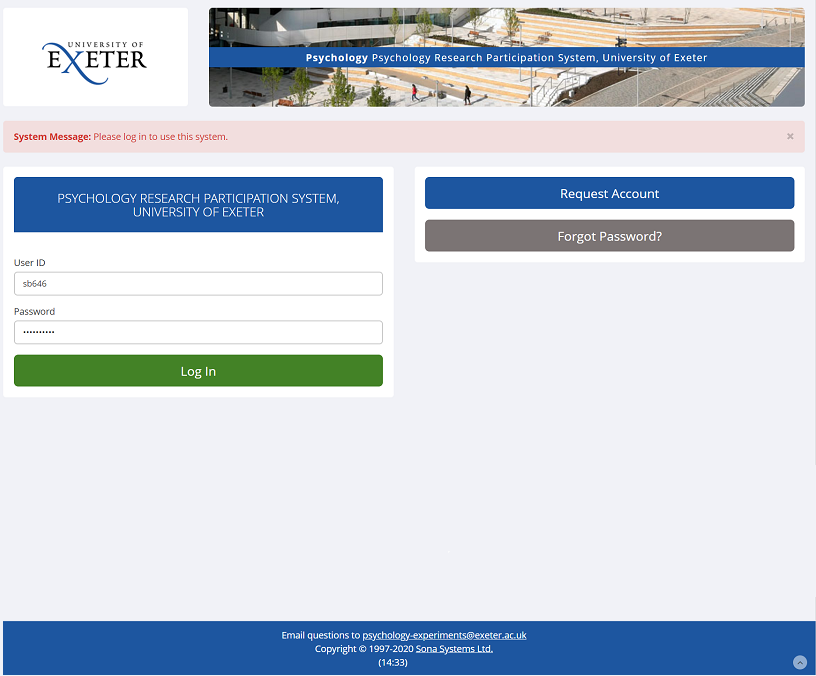 UNIVERSITY OF
EXETER
Psychology Psychology Research Participation System, University of Exeter
System Message: Please log in to use this system.
×
PSYCHOLOGY RESEARCH PARTICIPATION SYSTEM,
UNIVERSITY OF EXETER
User ID
sb646
Password
••••••••••
Log In
Request Account
Forgot Password?
Email questions to psychology-experiments@exeter.ac.uk
Copyright © 1997-2020 Sona Systems Ltd.
(14:33)